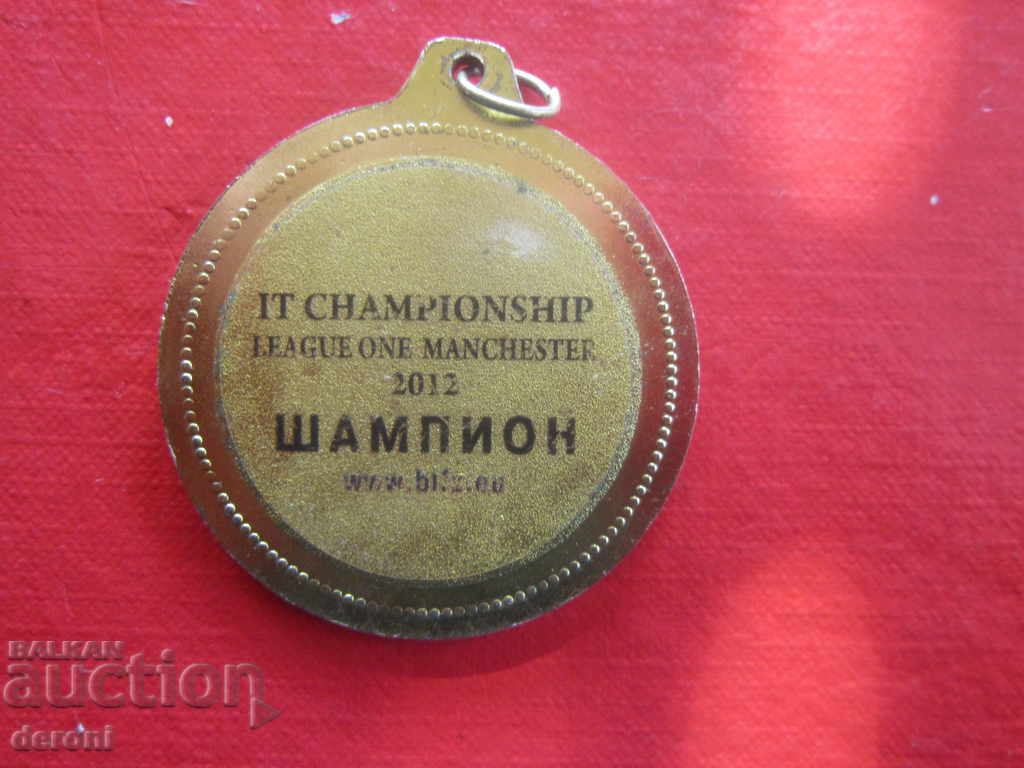 IT CHAMPIONSHIP
LEAGUE ONE MANCHESTER
2012
ШАМПИОН
BALKAN
auction
deroni